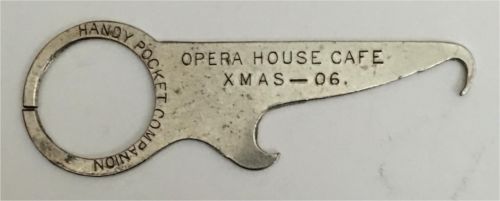 HANDY POCKET COMPANION
OPERA HOUSE CAFE
XMAS—06.